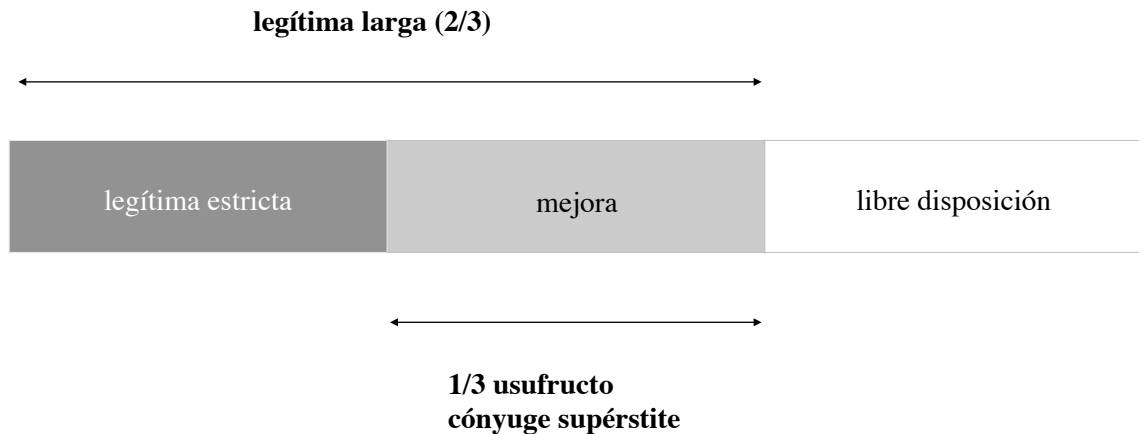 legítima larga (2/3)
legítima estricta
mejora
libre disposición
1/3 usufructo
cónyuge supérstite